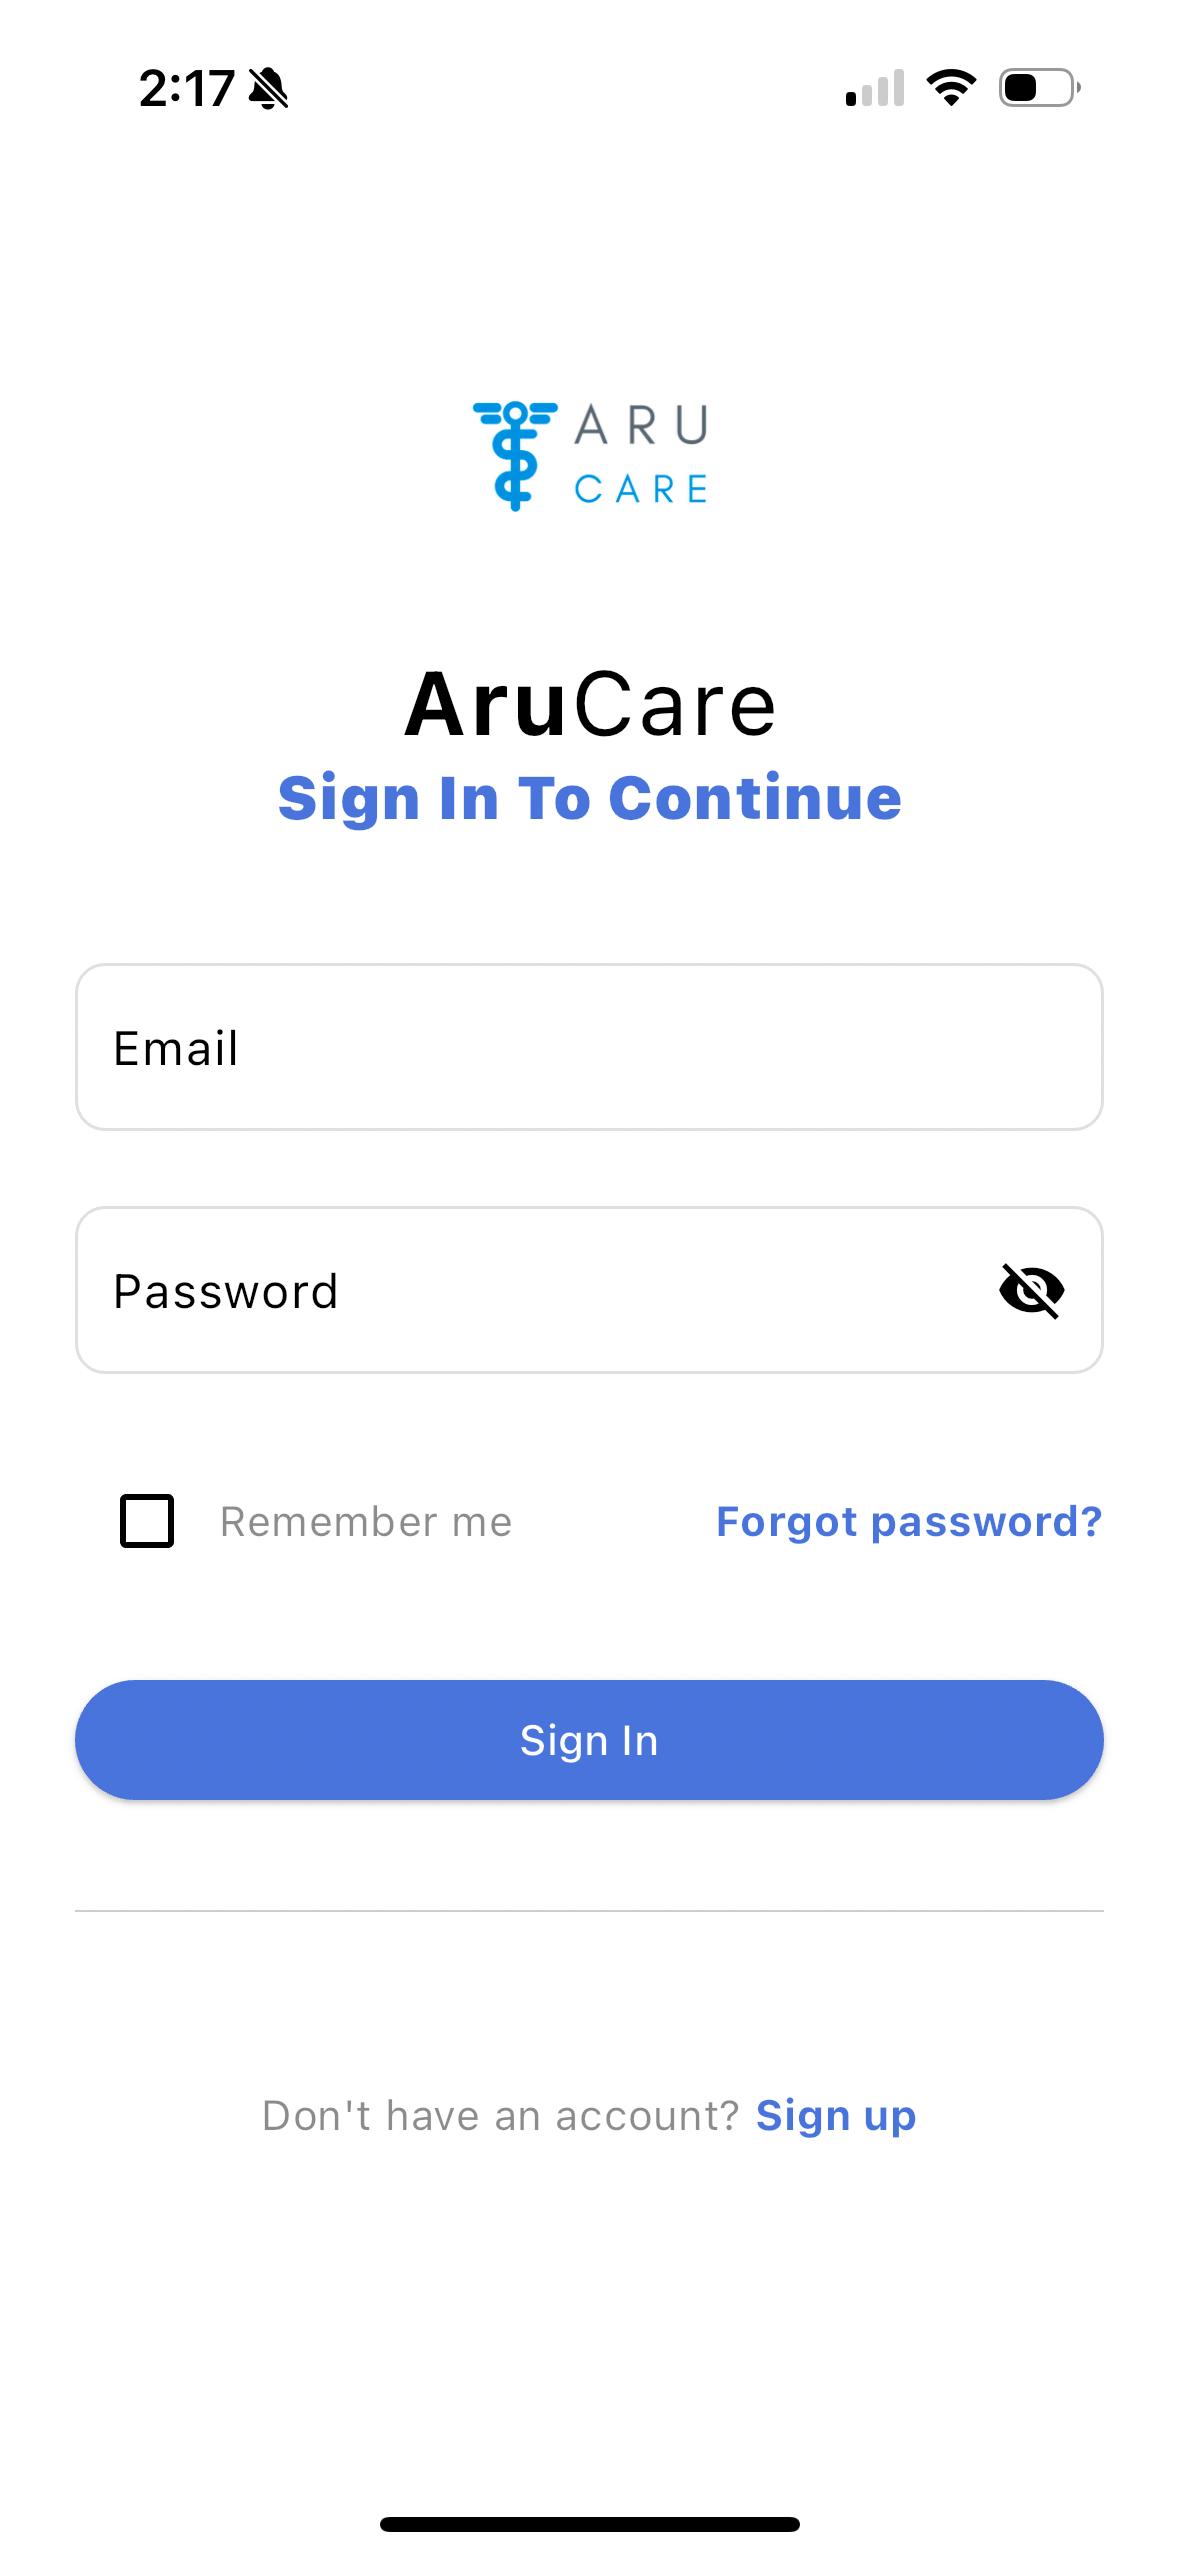 2:17
ARU
CARE
AruCare
Sign In To Continue
Email
Password
Remember me Forgot password?
Sign In
Don't have an account? Sign up